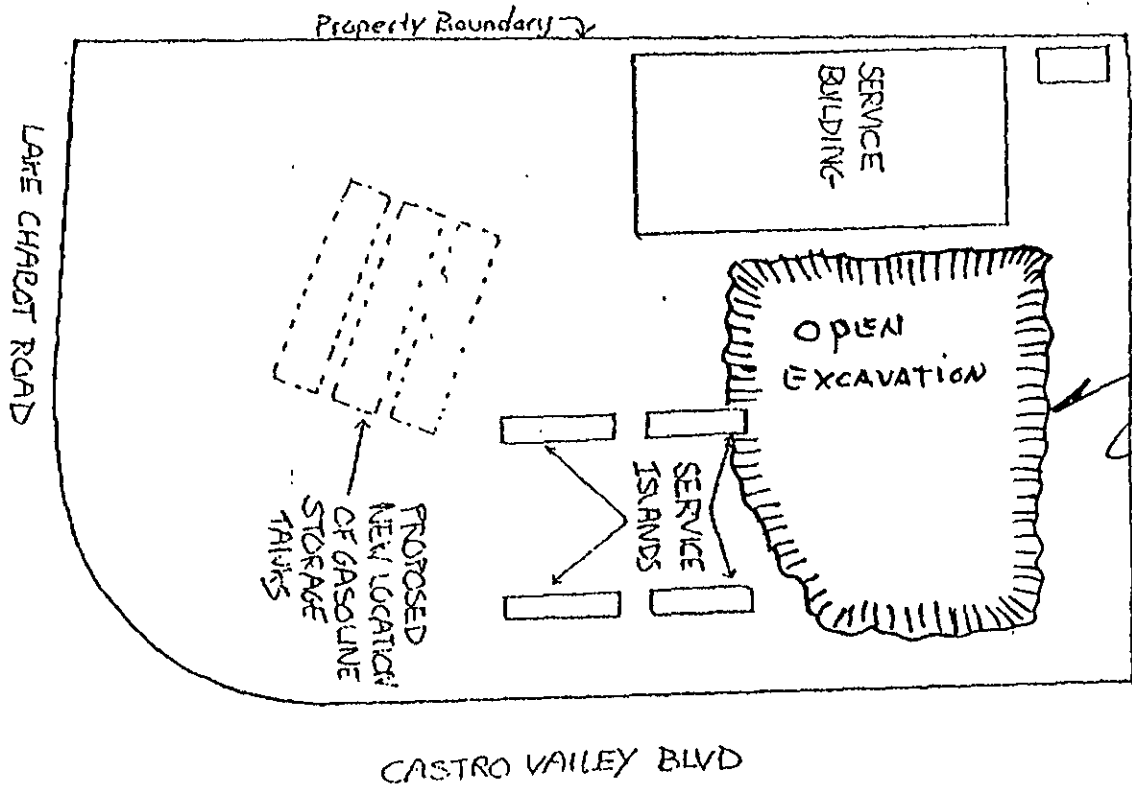 Property Boundary
SERVICE
BUILDING
LAKE CHABOT ROAD
OPEN
EXCAVATION
SERVICE
ISLANDS
PROPOSED
NEW LOCATION
OF GASOLINE
STORAGE
TANKS
CASTRO VALLEY BLVD